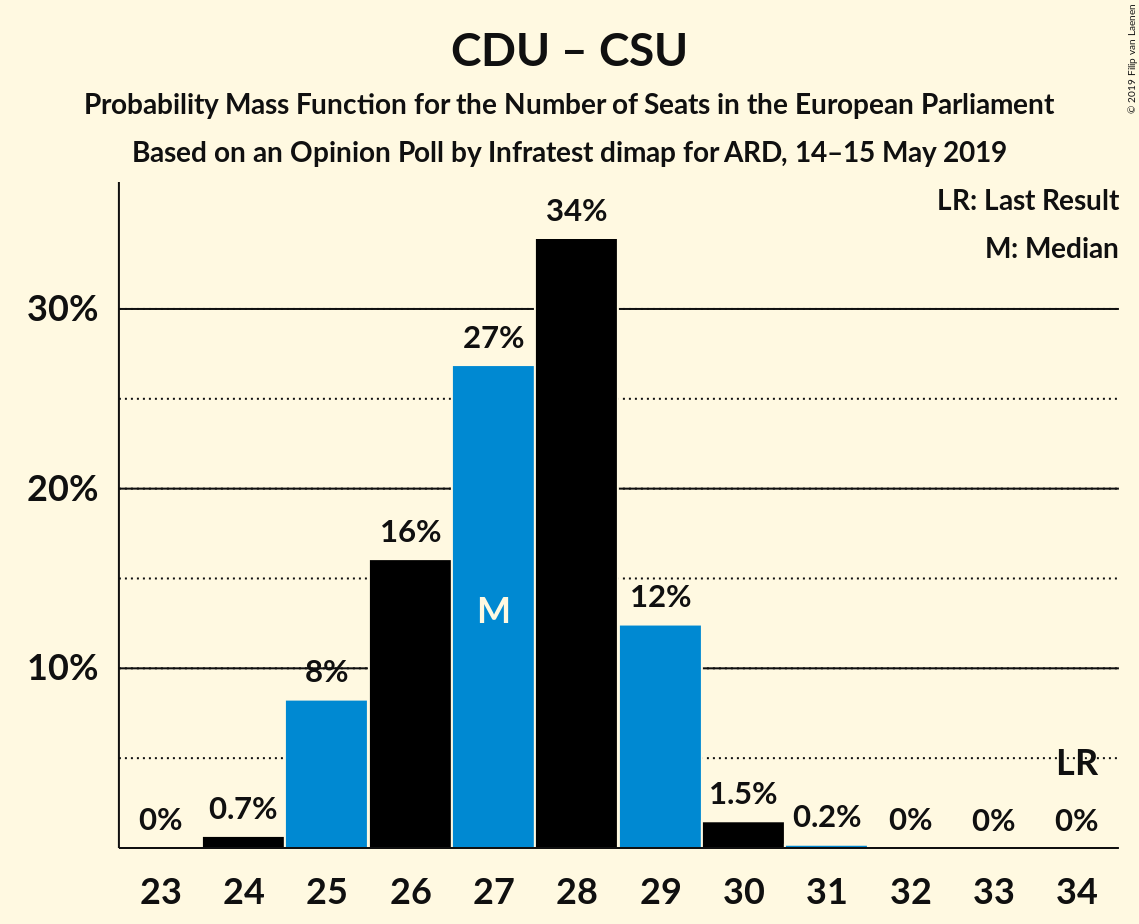 CDU – CSU
Probability Mass Function for the Number of Seats in the European Parliament
Based on an Opinion Poll by Infratest dimap for ARD, 14–15 May 2019
© 2019 Filip van Laenen
LR: Last Result
M: Median
34%
30%
27%
20%
16%
M
12%
10%
8%
LR
0%
0.7%
1.5%
0.2%
0%
0%
0%
23 24 25 26 27 28 29 30 31 32 33 34